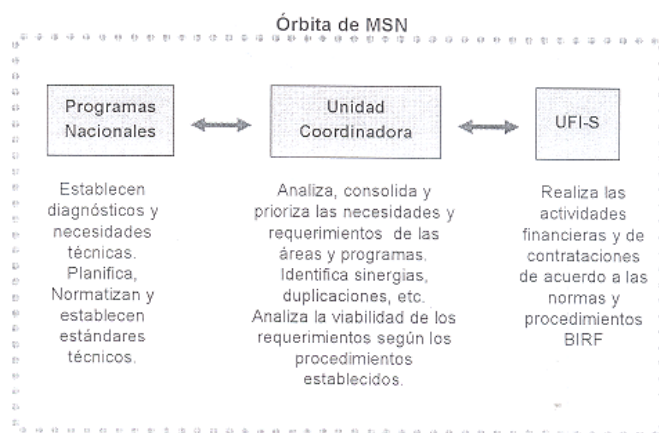 Órbita de MSN
Programas
Nacionales
Unidad
Coordinadora
UFI-S
Establecen
diagnósticos y
necesidades
técnicas.
Planifica,
Normatizan y
establecen
estándares
técnicos.
Analiza, consolida y
prioriza las necesidades y
requerimientos de las
áreas y programas.
Identifica sinergias,
duplicaciones, etc.
Analiza la viabilidad de los
requerimientos según los
procedimientos
establecidos.
Realiza las
actividades
financieras y de
contrataciones
de acuerdo a las
normas y
procedimientos
BIRF